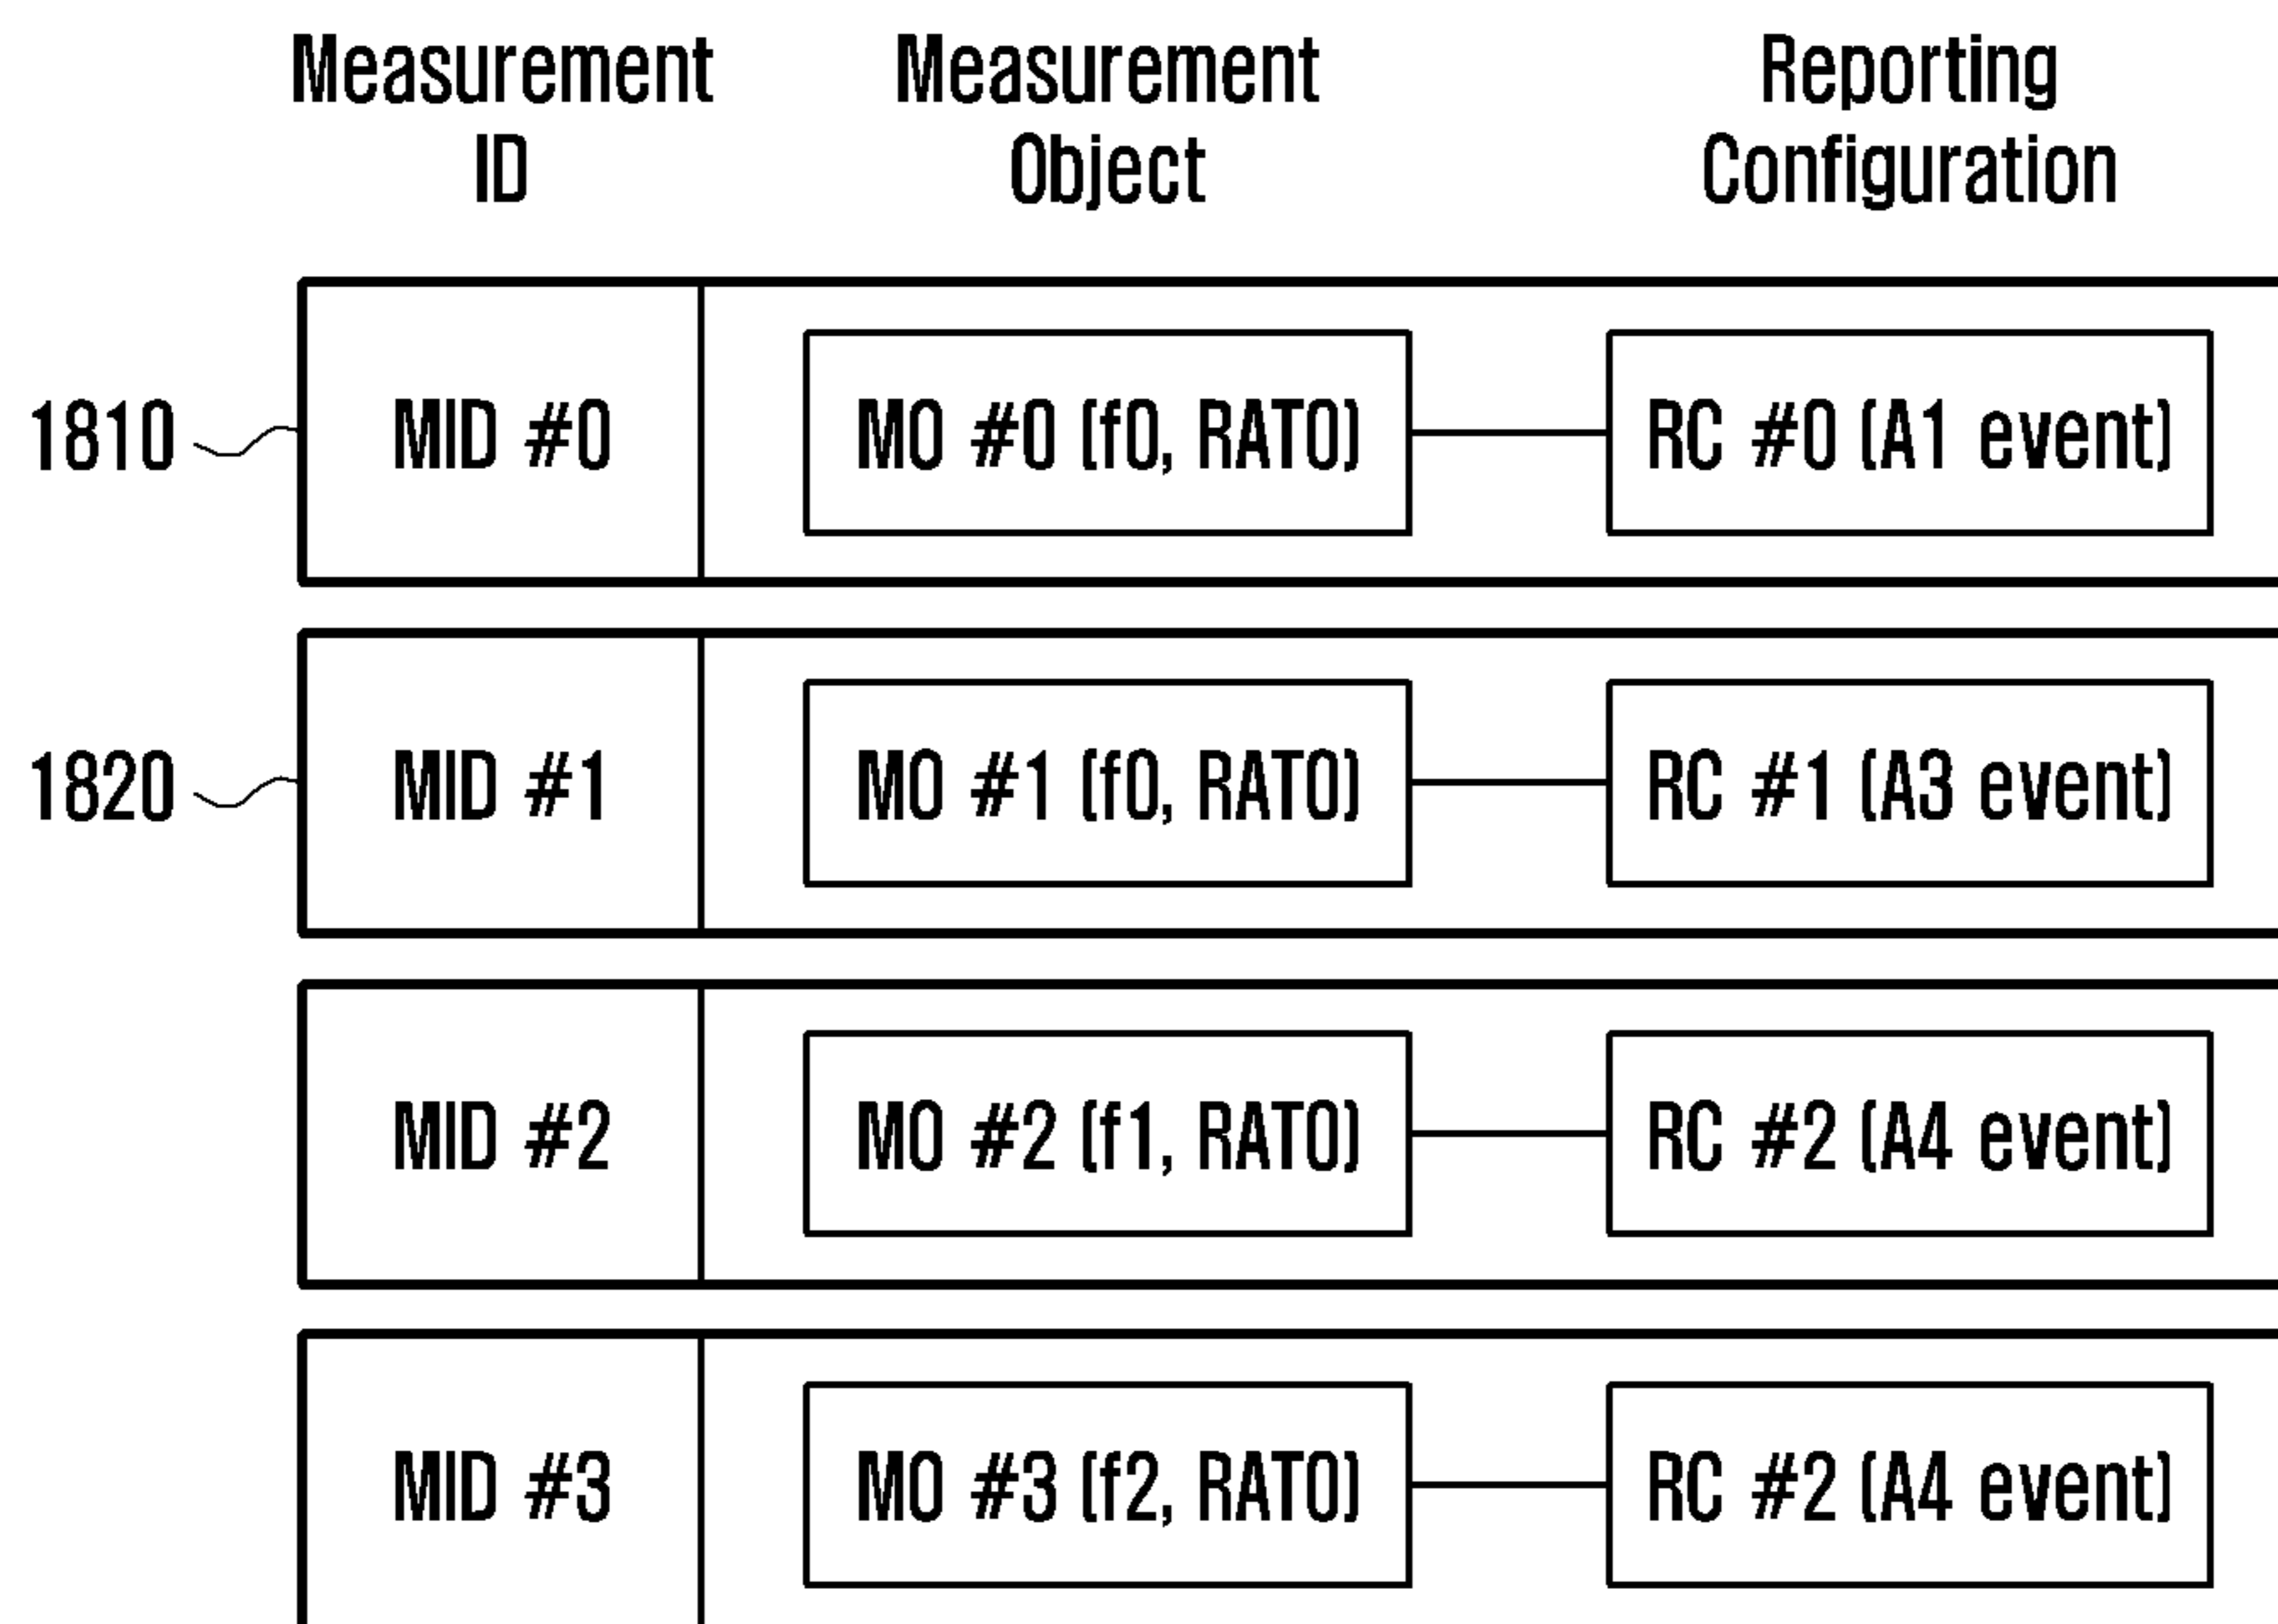 Measurement ID
Measurement Object
Reporting Configuration
1810
MID #0
MO #0 (f0, RAT0)
RC #0 (A1 event)
1820
MID #1
MO #1 (f0, RAT0)
RC #1 (A3 event)
MID #2
MO #2 (f1, RAT0)
RC #2 (A4 event)
MID #3
MO #3 (f2, RAT0)
RC #2 (A4 event)